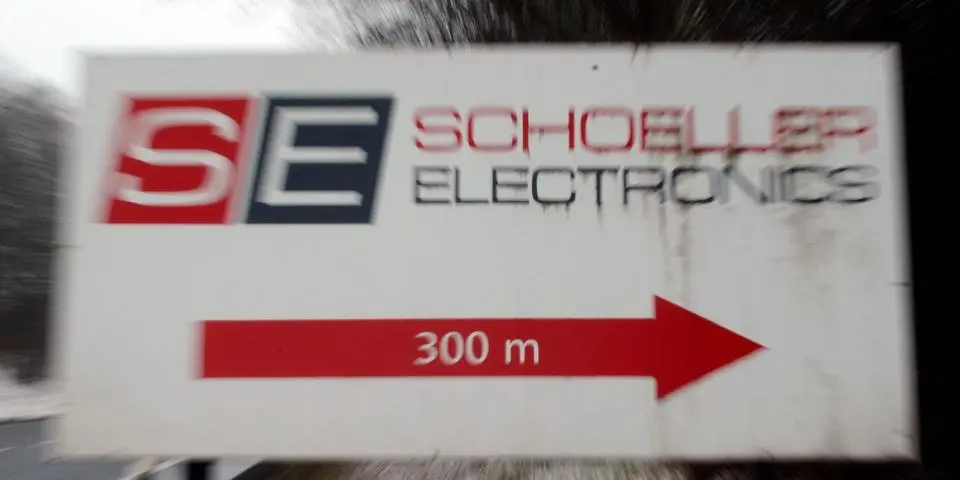 SE SCHOELLER
ELECTRONICS
300 m